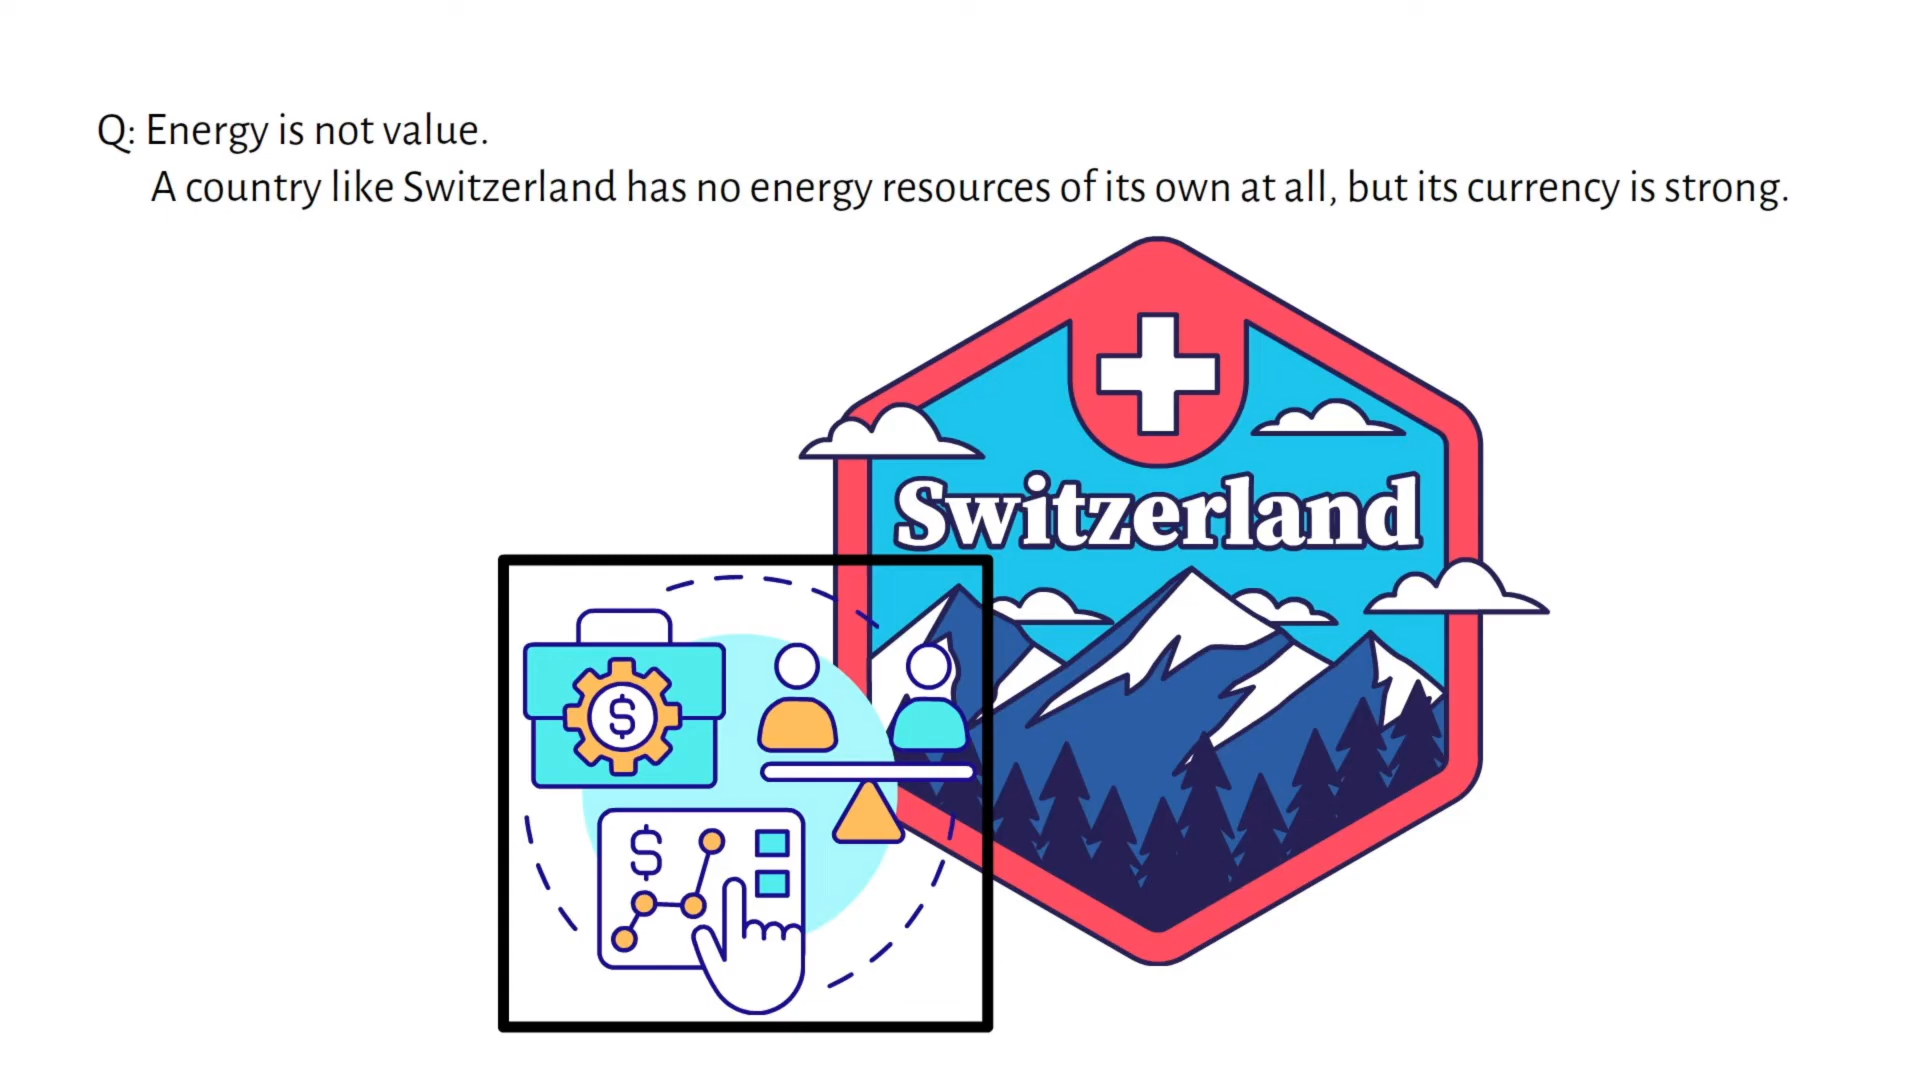 Q: Energy is not value.
A country like Switzerland has no energy resources of its own at all, but its currency is strong.
Switzerland
$
$